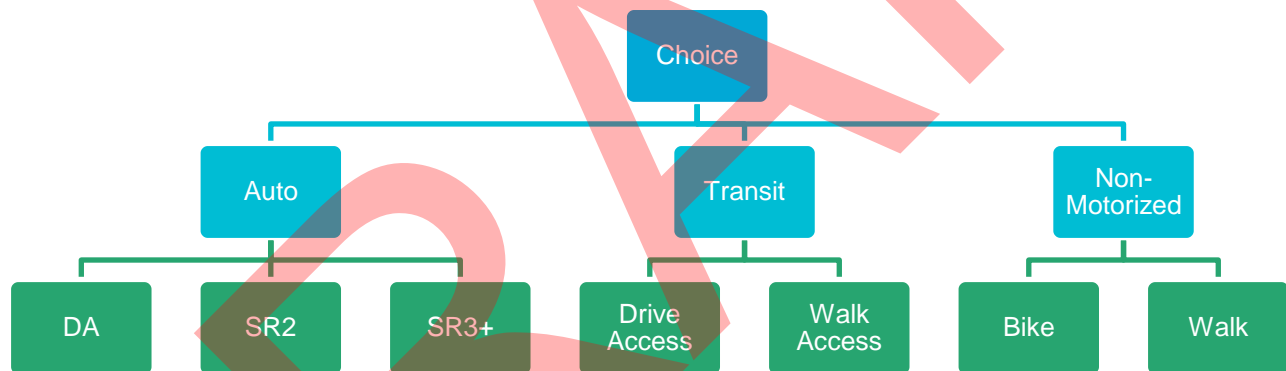 Choice
Auto
Transit
Non-
Motorized
DA
SR2
SR3+
Drive
Access
Walk
Access
Bike
Walk